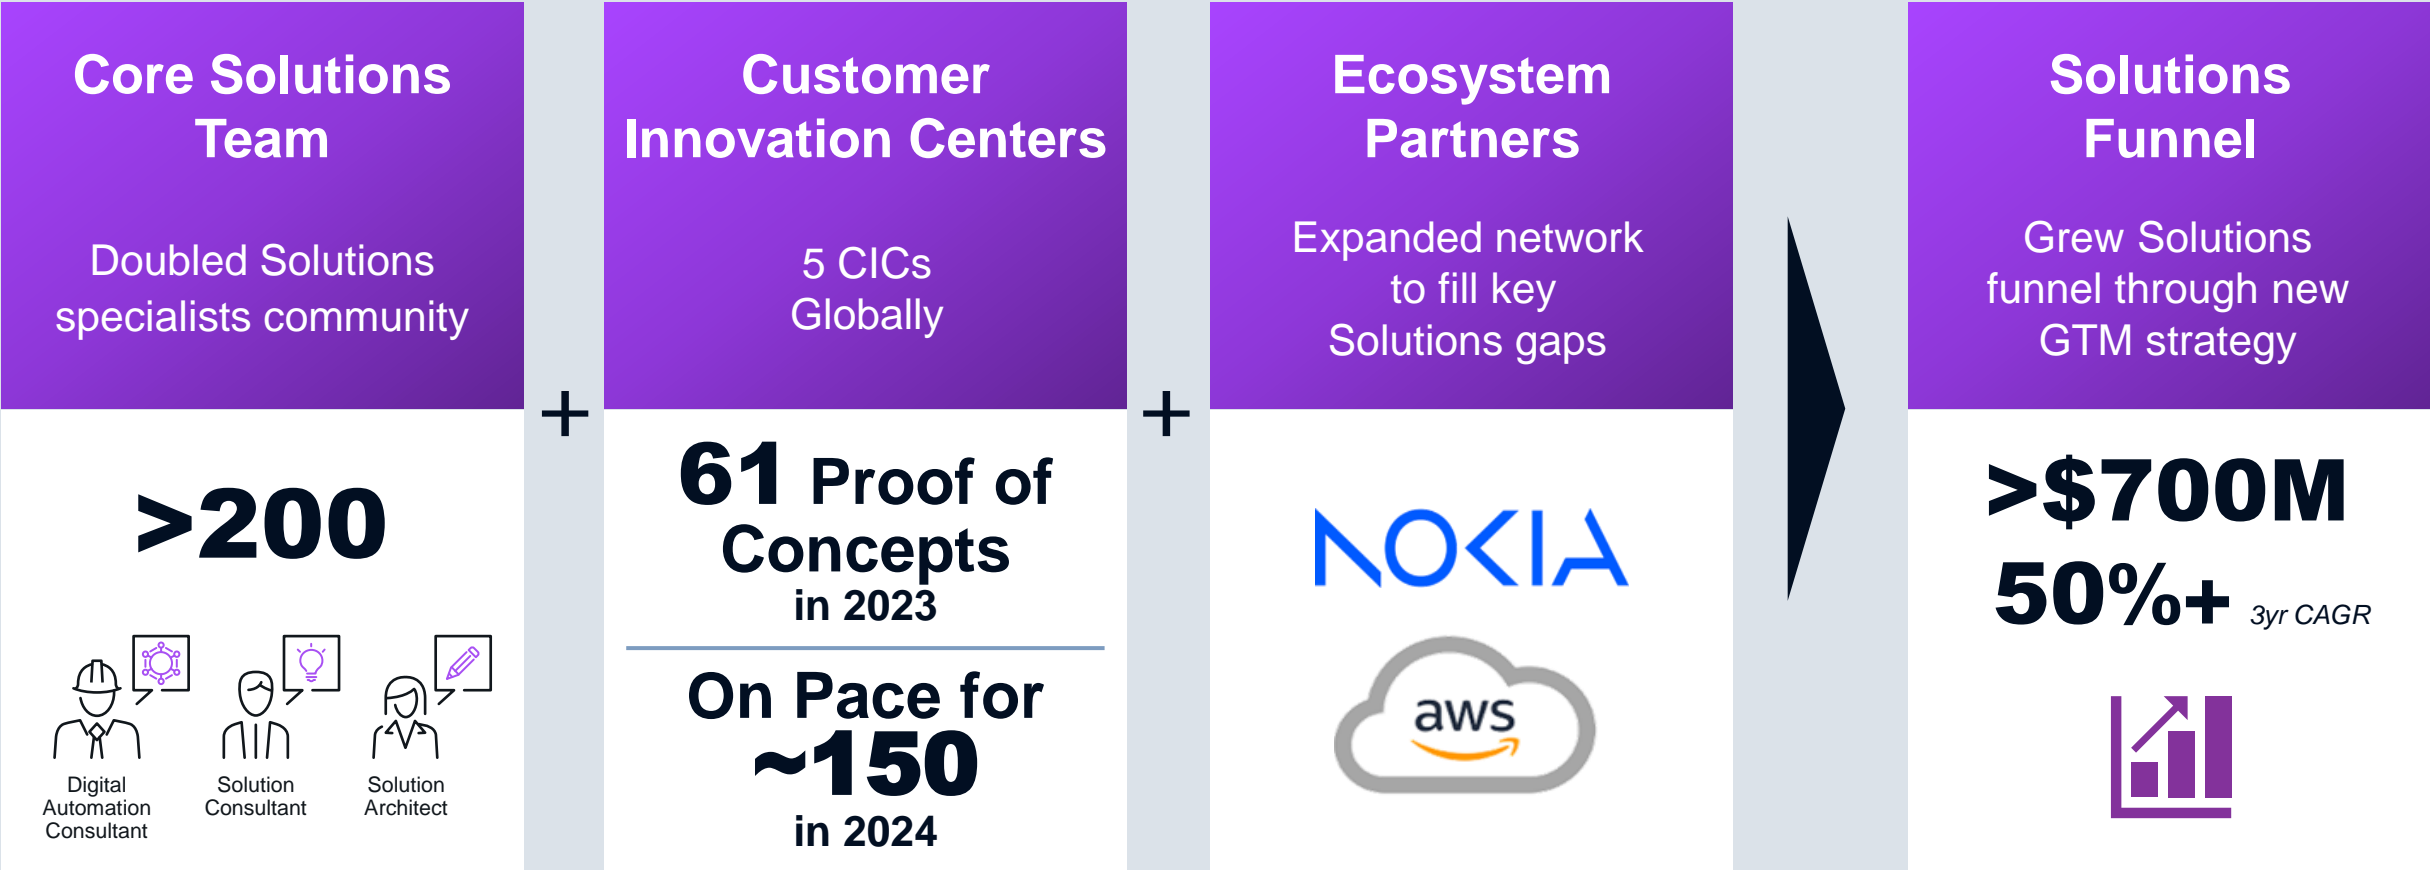 Core Solutions
Team
Doubled Solutions
specialists community
>200
Digital
Automation
Consultant
Solution
Consultant
Solution
Architect
+
Customer
Innovation Centers
5 CICs
Globally
61 Proof of
Concepts
in 2023
On Pace for
~150
in 2024
+
Ecosystem
Partners
Expanded network
to fill key
Solutions gaps
NOKIA
aws
Solutions
Funnel
Grew Solutions
funnel through new
GTM strategy
>$700M
50%+ 3yr CAGR